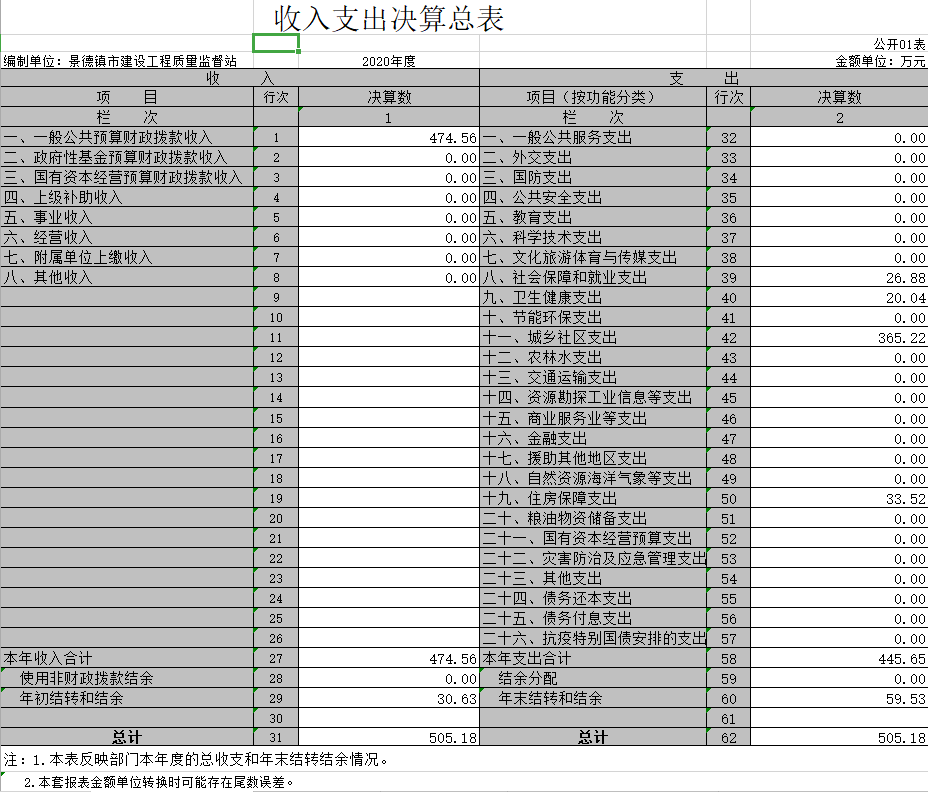 收入支出决算总表
公开01表
编制单位：景德镇市建设工程质量监督站 2020年度 金额单位：万元
收 入 支 出
项 目 行次 决算数 项目（按功能分类） 行次 决算数
栏 次 1 栏 次 2
一、一般公共预算财政拨款收入 1 474.56 一、一般公共服务支出 32 0.00
二、政府性基金预算财政拨款收入 2 0.00 二、外交支出 33 0.00
三、国有资本经营预算财政拨款收入 3 0.00 三、国防支出 34 0.00
四、上级补助收入 4 0.00 四、公共安全支出 35 0.00
五、事业收入 5 0.00 五、教育支出 36 0.00
六、经营收入 6 0.00 六、科学技术支出 37 0.00
七、附属单位上缴收入 7 0.00 七、文化旅游体育与传媒支出 38 0.00
八、其他收入 8 0.00 八、社会保障和就业支出 39 26.88
9 九、卫生健康支出 40 20.04
10 十、节能环保支出 41 0.00
11 十一、城乡社区支出 42 365.22
12 十二、农林水支出 43 0.00
13 十三、交通运输支出 44 0.00
14 十四、资源勘探工业信息等支出 45 0.00
15 十五、商业服务业等支出 46 0.00
16 十六、金融支出 47 0.00
17 十七、援助其他地区支出 48 0.00
18 十八、自然资源海洋气象等支出 49 0.00
19 十九、住房保障支出 50 33.52
20 二十、粮油物资储备支出 51 0.00
21 二十一、国有资本经营预算支出 52 0.00
22 二十二、灾害防治及应急管理支出 53 0.00
23 二十三、其他支出 54 0.00
24 二十四、债务还本支出 55 0.00
25 二十五、债务付息支出 56 0.00
26 二十六、抗疫特别国债安排的支出 57 0.00
本年收入合计 27 474.56 本年支出合计 58 445.65
使用非财政拨款结余 28 0.00 结余分配 59 0.00
年初结转和结余 29 30.63 年末结转和结余 60 59.53
30 61
总计 31 505.18 总计 62 505.18
注：1.本表反映部门本年度的总收支和年末结转结余情况。
2.本套报表金额单位转换时可能存在尾数误差。